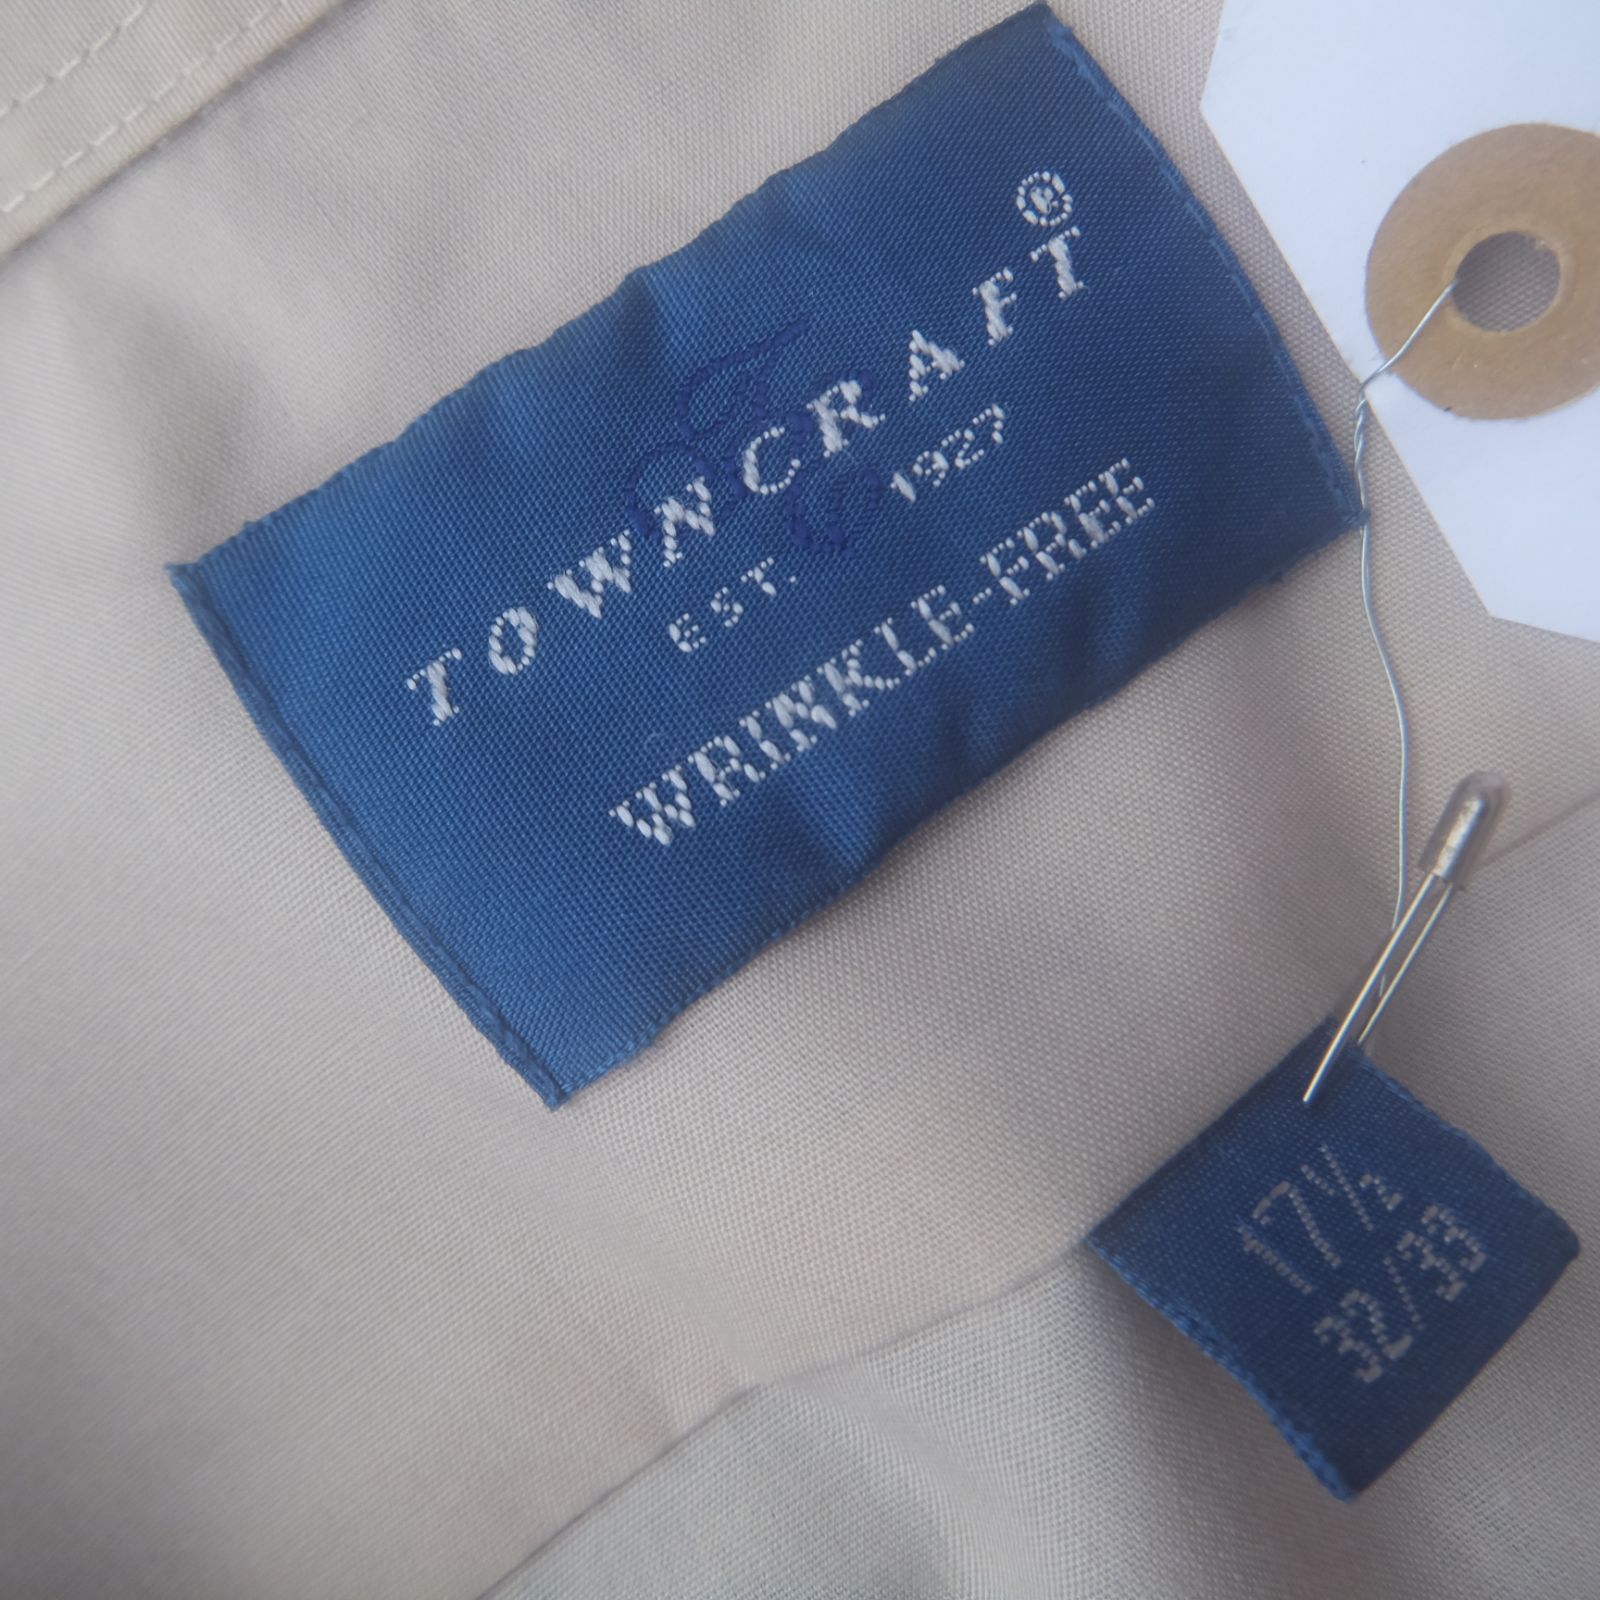 TOWNCRAFT®
EST. 1927
WRINKLE-FREE
17½
32/33